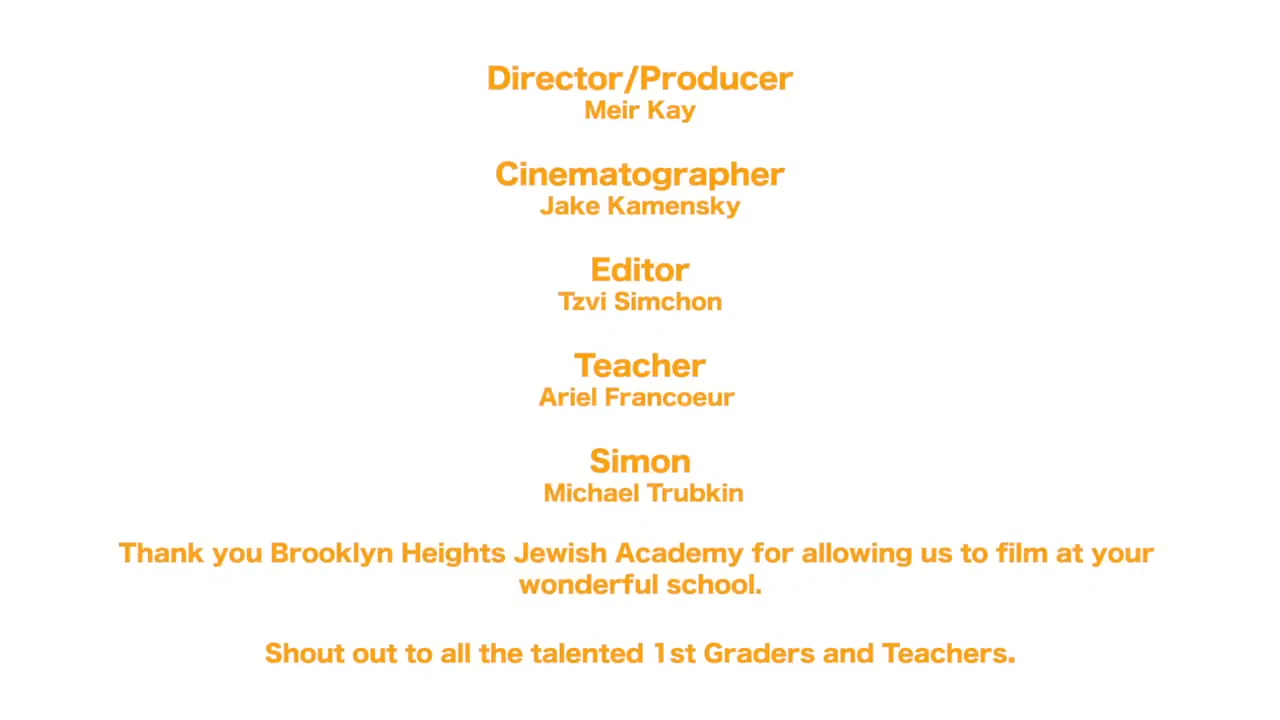 Director/Producer
Meir Kay
Cinematographer
Jake Kamensky
Editor
Tzvi Simchon
Teacher
Ariel Francoeur
Simon
Michael Trubkin
Thank you Brooklyn Heights Jewish Academy for allowing us to film at your
wonderful school.
Shout out to all the talented 1st Graders and Teachers.